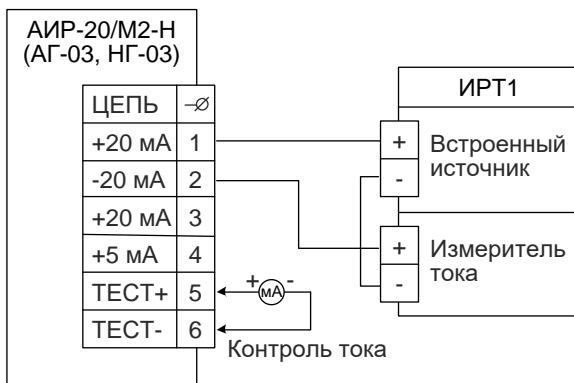 АИР-20/М2-Н
(АГ-03, НГ-03)
ЦЕПЬ
+20 мА 1
-20 мА 2
+20 мА 3
+5 мА 4
ТЕСТ+ 5
ТЕСТ- 6
+ мА -
Контроль тока
ИРТ1
+ Встроенный
- источник
+ Измеритель
- тока